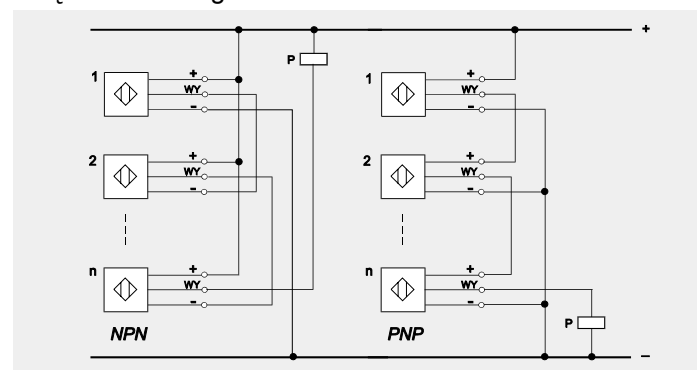 +
P
1 + WY -
1 + WY -
2 + WY -
2 + WY -
n + WY -
n + WY -
P
NPN
PNP
–